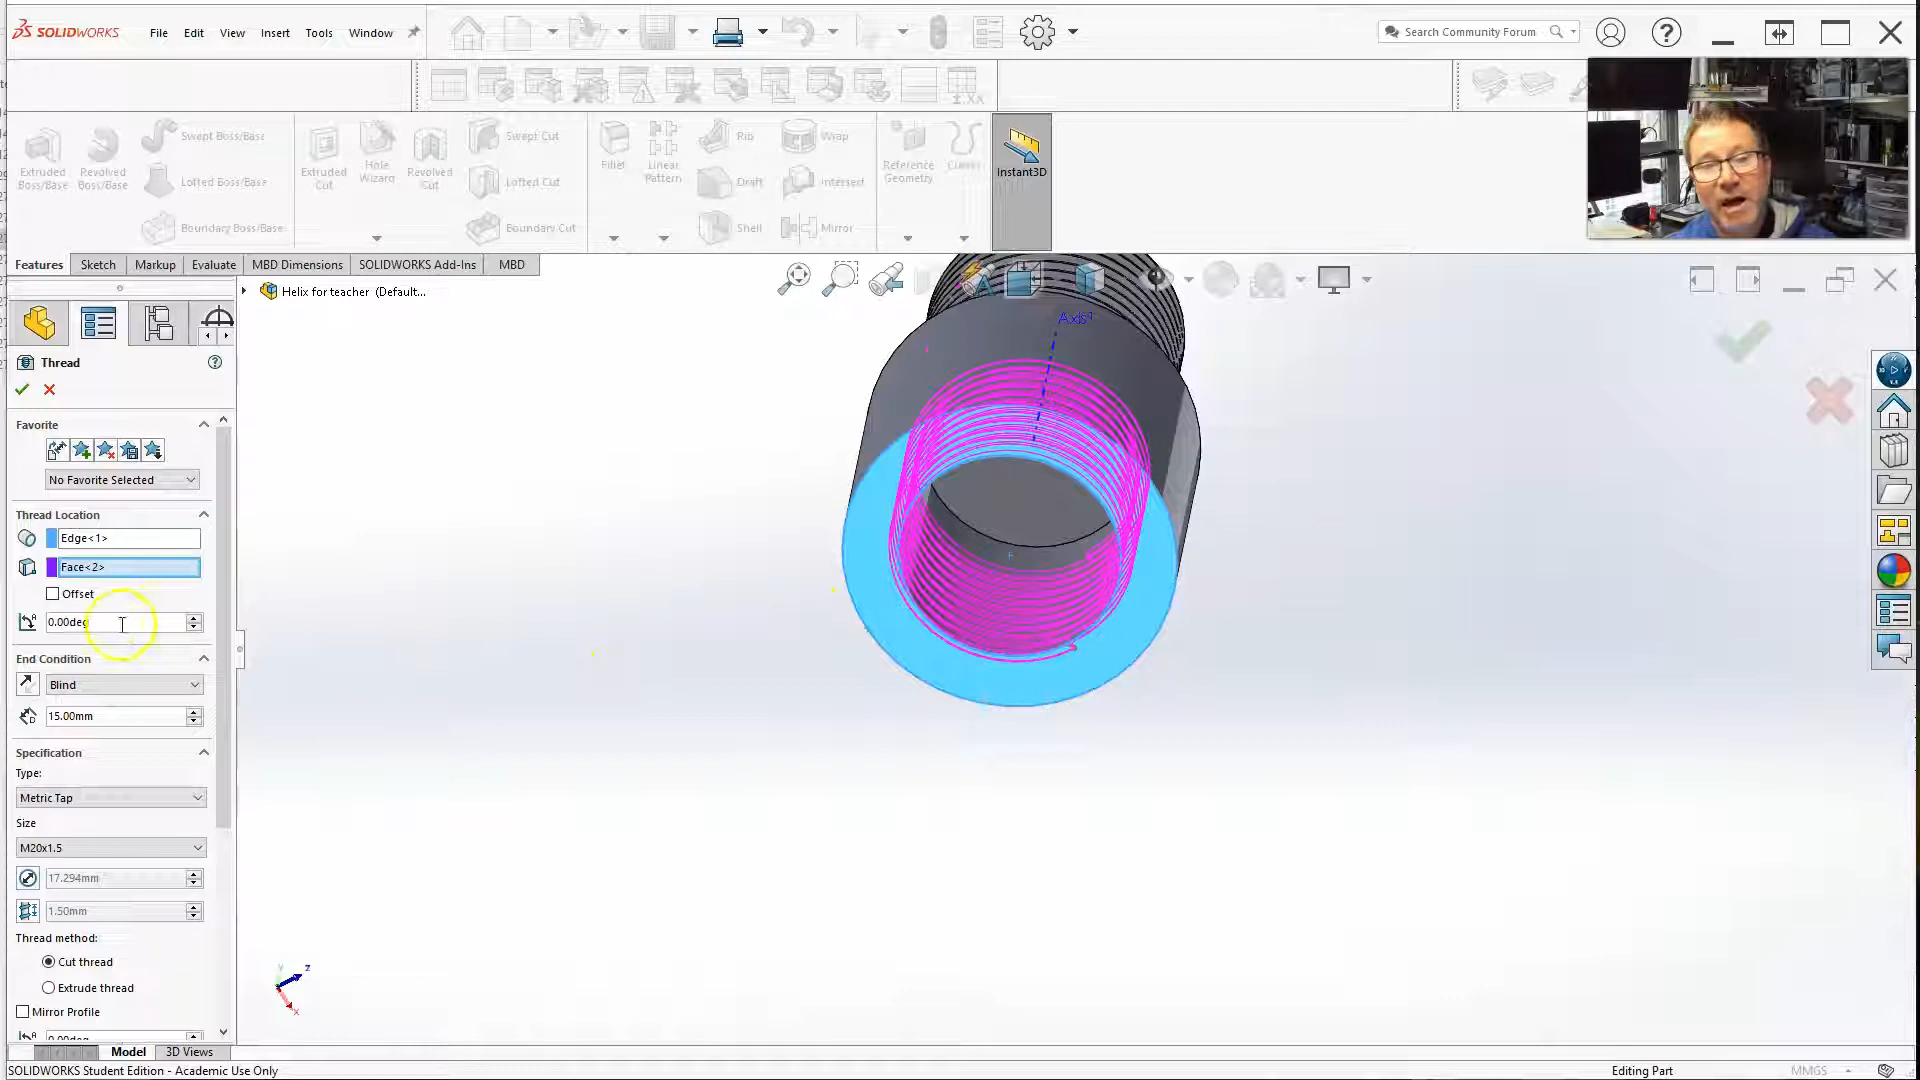 SOLIDWORKS File Edit View Insert Tools Window
Search Community Forum
Extruded Boss/Base
Revolved Boss/Base
Swept Boss/Base
Lofted Boss/Base
Boundary Boss/Base
Extruded Cut
Hole Wizard
Revolved Cut
Swept Cut
Lofted Cut
Boundary Cut
Fillet
Linear Pattern
Rib
Draft
Shell
Wrap
Intersect
Mirror
Reference Geometry
Curves
Instant3D
Features Sketch Markup Evaluate MBD Dimensions SOLIDWORKS Add-Ins MBD
Helix for teacher (Default...
Axis1
Thread
Favorite
No Favorite Selected
Thread Location
Edge<1>
Face<2>
Offset
0.00deg
End Condition
Blind
15.00mm
Specification
Type:
Metric Tap
Size
M20x1.5
17.294mm
1.50mm
Thread method:
Cut thread
Extrude thread
Mirror Profile
0.00deg
Y
Z
X
Model 3D Views
SOLIDWORKS Student Edition - Academic Use Only
Editing Part
MMGS